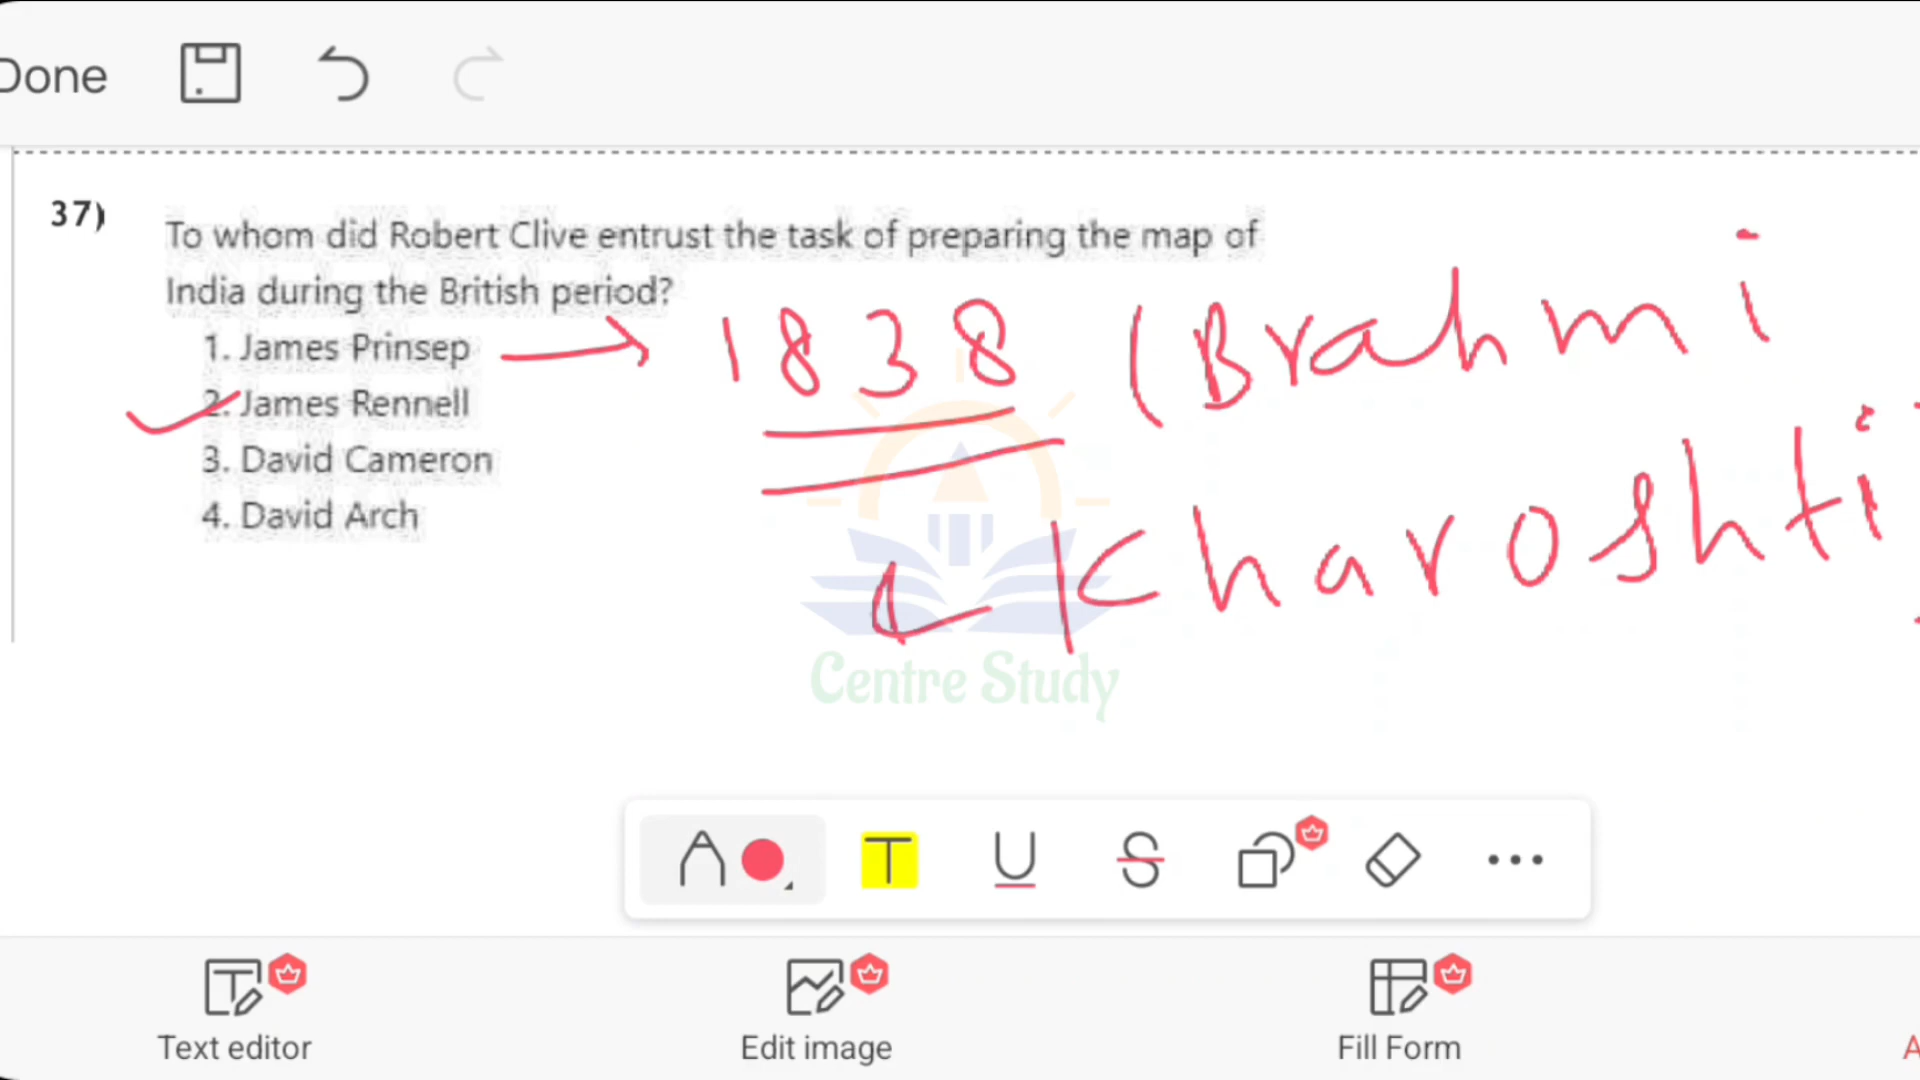 Done
37)
To whom did Robert Clive entrust the task of preparing the map of
India during the British period?
1. James Prinsep → 1838 (Brahmi
2. James Rennell
3. David Cameron
4. David Arch
Kharoshti
Centre Study
T U S
Text editor
Edit image
Fill Form
A